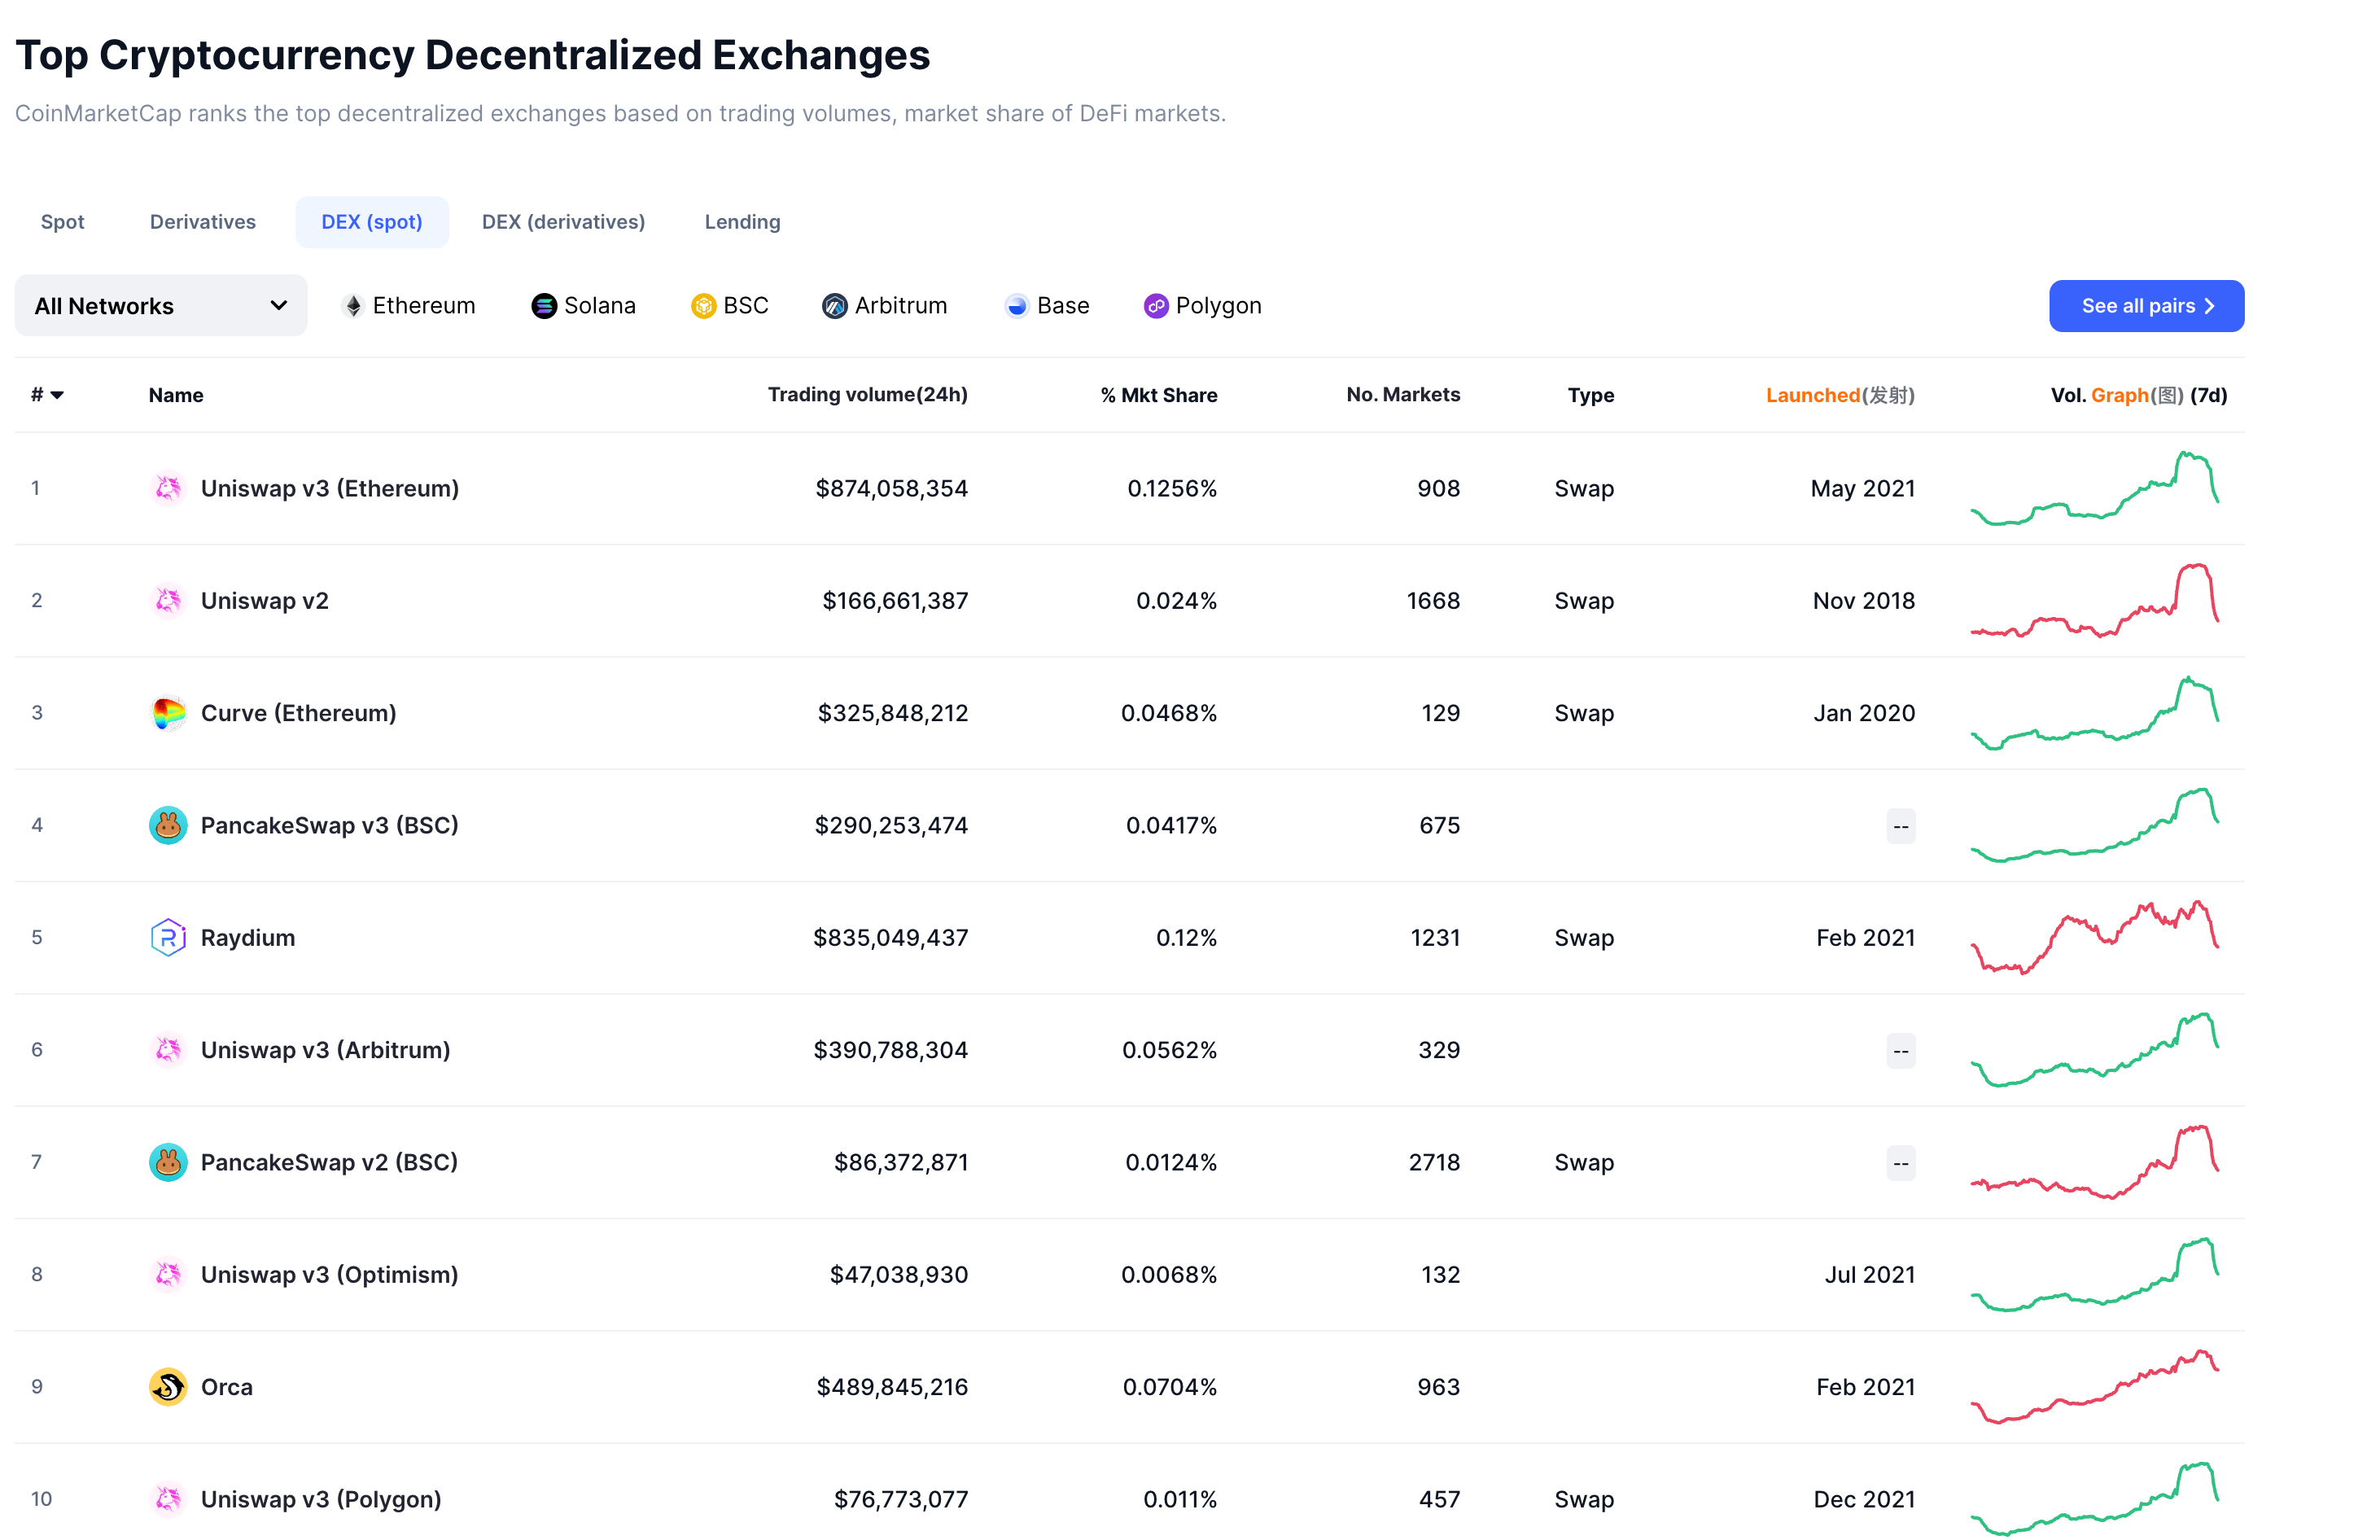 Top Cryptocurrency Decentralized Exchanges
CoinMarketCap ranks the top decentralized exchanges based on trading volumes, market share of DeFi markets.
Spot Derivatives DEX (spot) DEX (derivatives) Lending
All Networks Ethereum Solana BSC Arbitrum Base Polygon See all pairs
# Name Trading volume(24h) % Mkt Share No. Markets Type Launched(发射) Vol. Graph(图) (7d)
1 Uniswap v3 (Ethereum) $874,058,354 0.1256% 908 Swap May 2021
2 Uniswap v2 $166,661,387 0.024% 1668 Swap Nov 2018
3 Curve (Ethereum) $325,848,212 0.0468% 129 Swap Jan 2020
4 PancakeSwap v3 (BSC) $290,253,474 0.0417% 675 --
5 Raydium $835,049,437 0.12% 1231 Swap Feb 2021
6 Uniswap v3 (Arbitrum) $390,788,304 0.0562% 329 --
7 PancakeSwap v2 (BSC) $86,372,871 0.0124% 2718 Swap --
8 Uniswap v3 (Optimism) $47,038,930 0.0068% 132 Jul 2021
9 Orca $489,845,216 0.0704% 963 Feb 2021
10 Uniswap v3 (Polygon) $76,773,077 0.011% 457 Swap Dec 2021